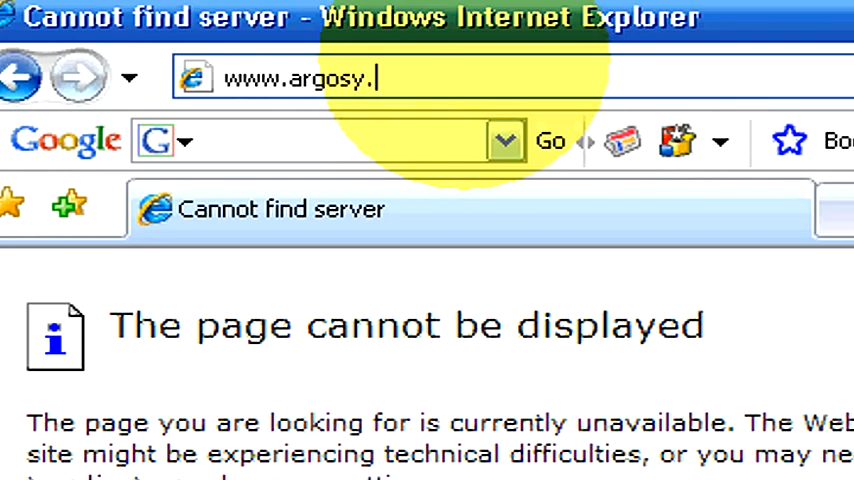 Cannot find server - Windows Internet Explorer
www.argosy.
Google G Go Boo
Cannot find server
The page cannot be displayed
The page you are looking for is currently unavailable. The Web
site might be experiencing technical difficulties, or you may ne